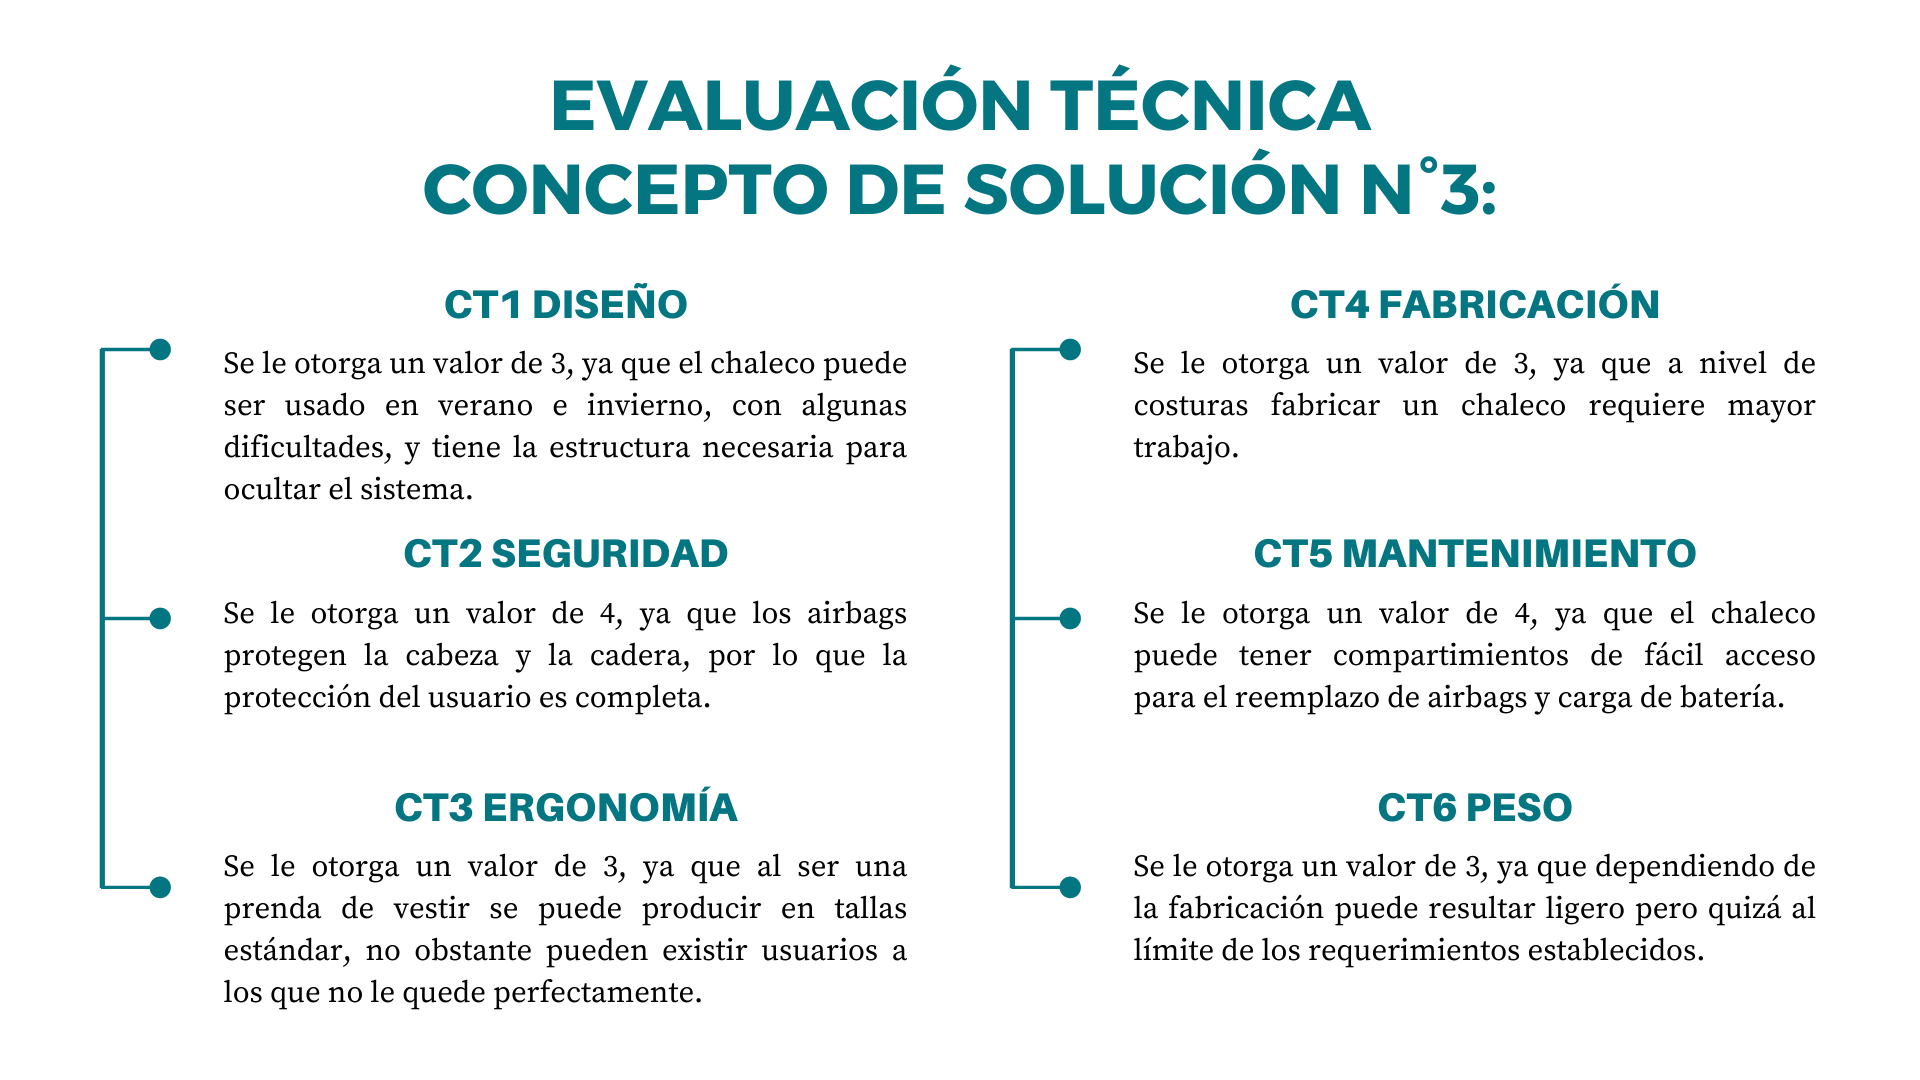 EVALUACIÓN TÉCNICA
CONCEPTO DE SOLUCIÓN N°3:
CT1 DISEÑO
Se le otorga un valor de 3, ya que el chaleco puede
ser usado en verano e invierno, con algunas
dificultades, y tiene la estructura necesaria para
ocultar el sistema.
CT2 SEGURIDAD
Se le otorga un valor de 4, ya que los airbags
protegen la cabeza y la cadera, por lo que la
protección del usuario es completa.
CT3 ERGONOMÍA
Se le otorga un valor de 3, ya que al ser una
prenda de vestir se puede producir en tallas
estándar, no obstante pueden existir usuarios a
los que no le quede perfectamente.
CT4 FABRICACIÓN
Se le otorga un valor de 3, ya que a nivel de
costuras fabricar un chaleco requiere mayor
trabajo.
CT5 MANTENIMIENTO
Se le otorga un valor de 4, ya que el chaleco
puede tener compartimientos de fácil acceso
para el reemplazo de airbags y carga de batería.
CT6 PESO
Se le otorga un valor de 3, ya que dependiendo de
la fabricación puede resultar ligero pero quizá al
límite de los requerimientos establecidos.